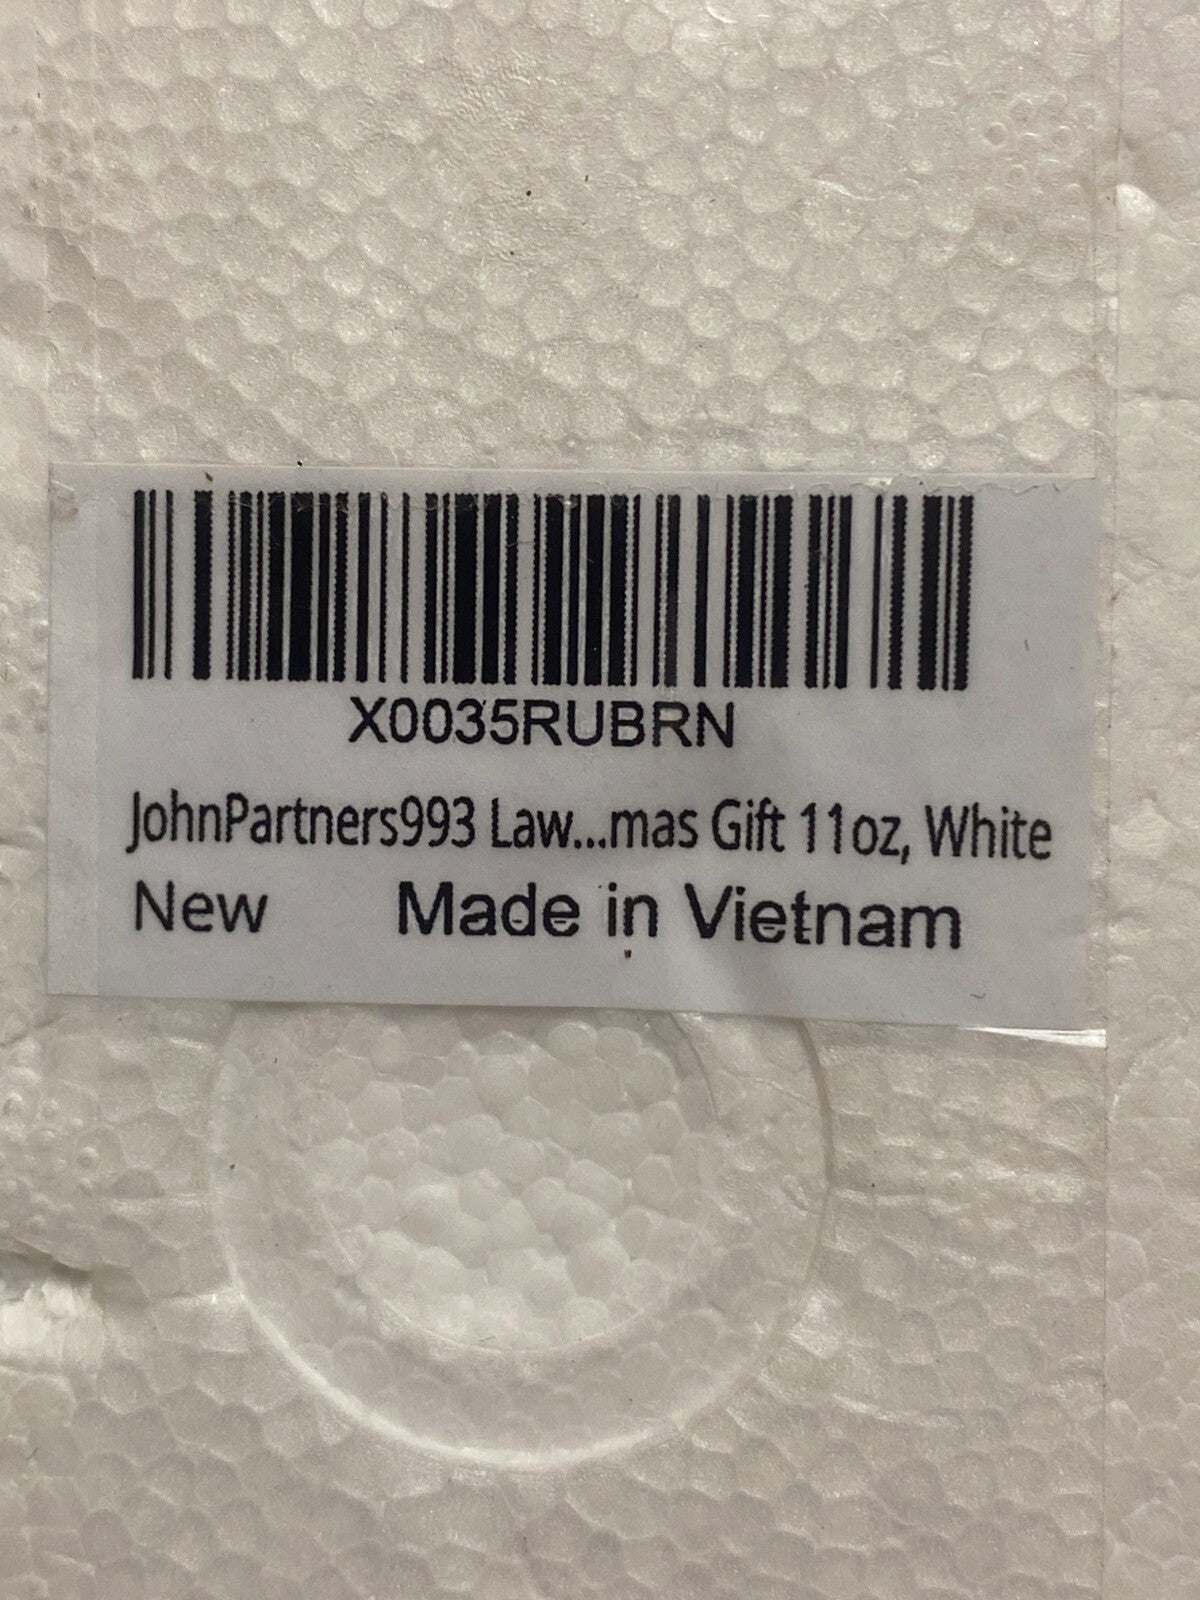 X0035RUBRN
JohnPartners993 Law...mas Gift 11oz, White
New Made in Vietnam